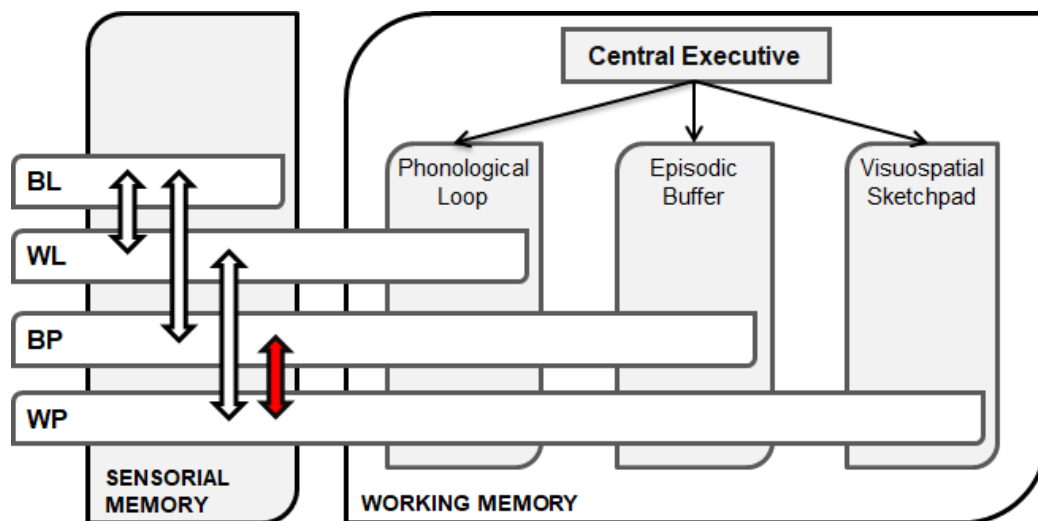 Central Executive
Phonological
Loop
Episodic
Buffer
Visuospatial
Sketchpad
BL
WL
BP
WP
SENSORIAL
MEMORY
WORKING MEMORY